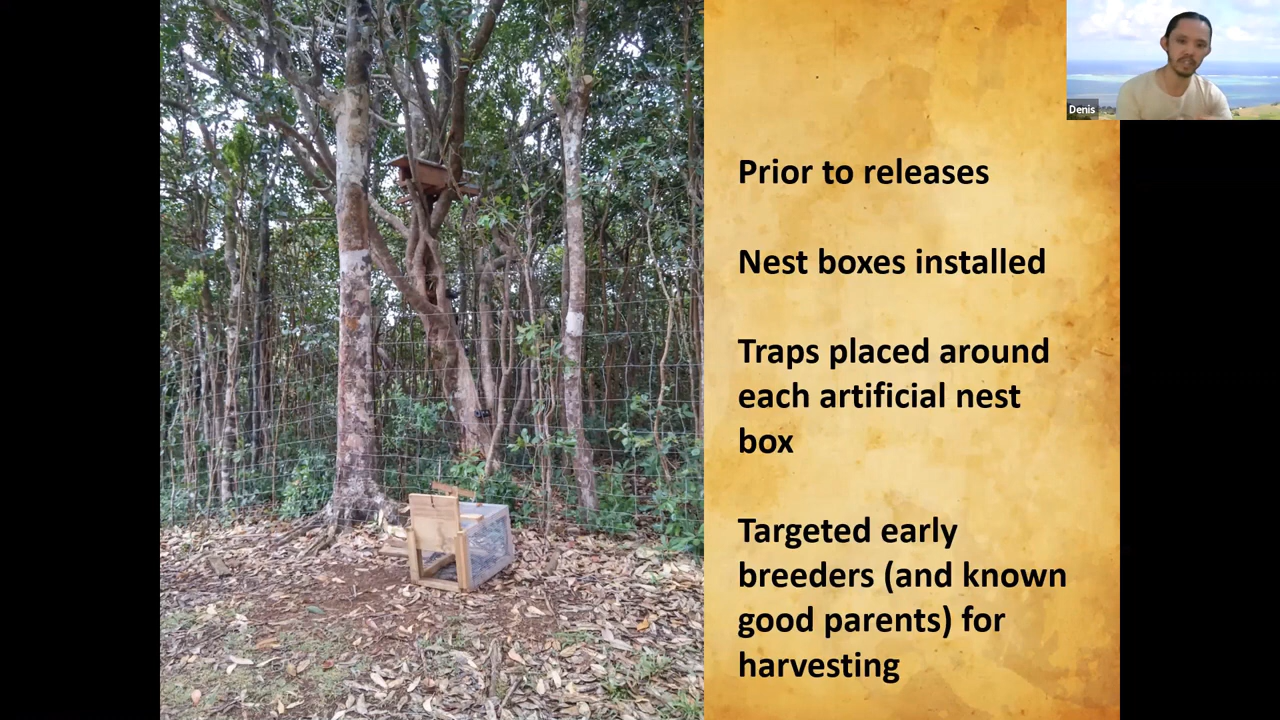 Denis
Prior to releases
Nest boxes installed
Traps placed around
each artificial nest
box
Targeted early
breeders (and known
good parents) for
harvesting